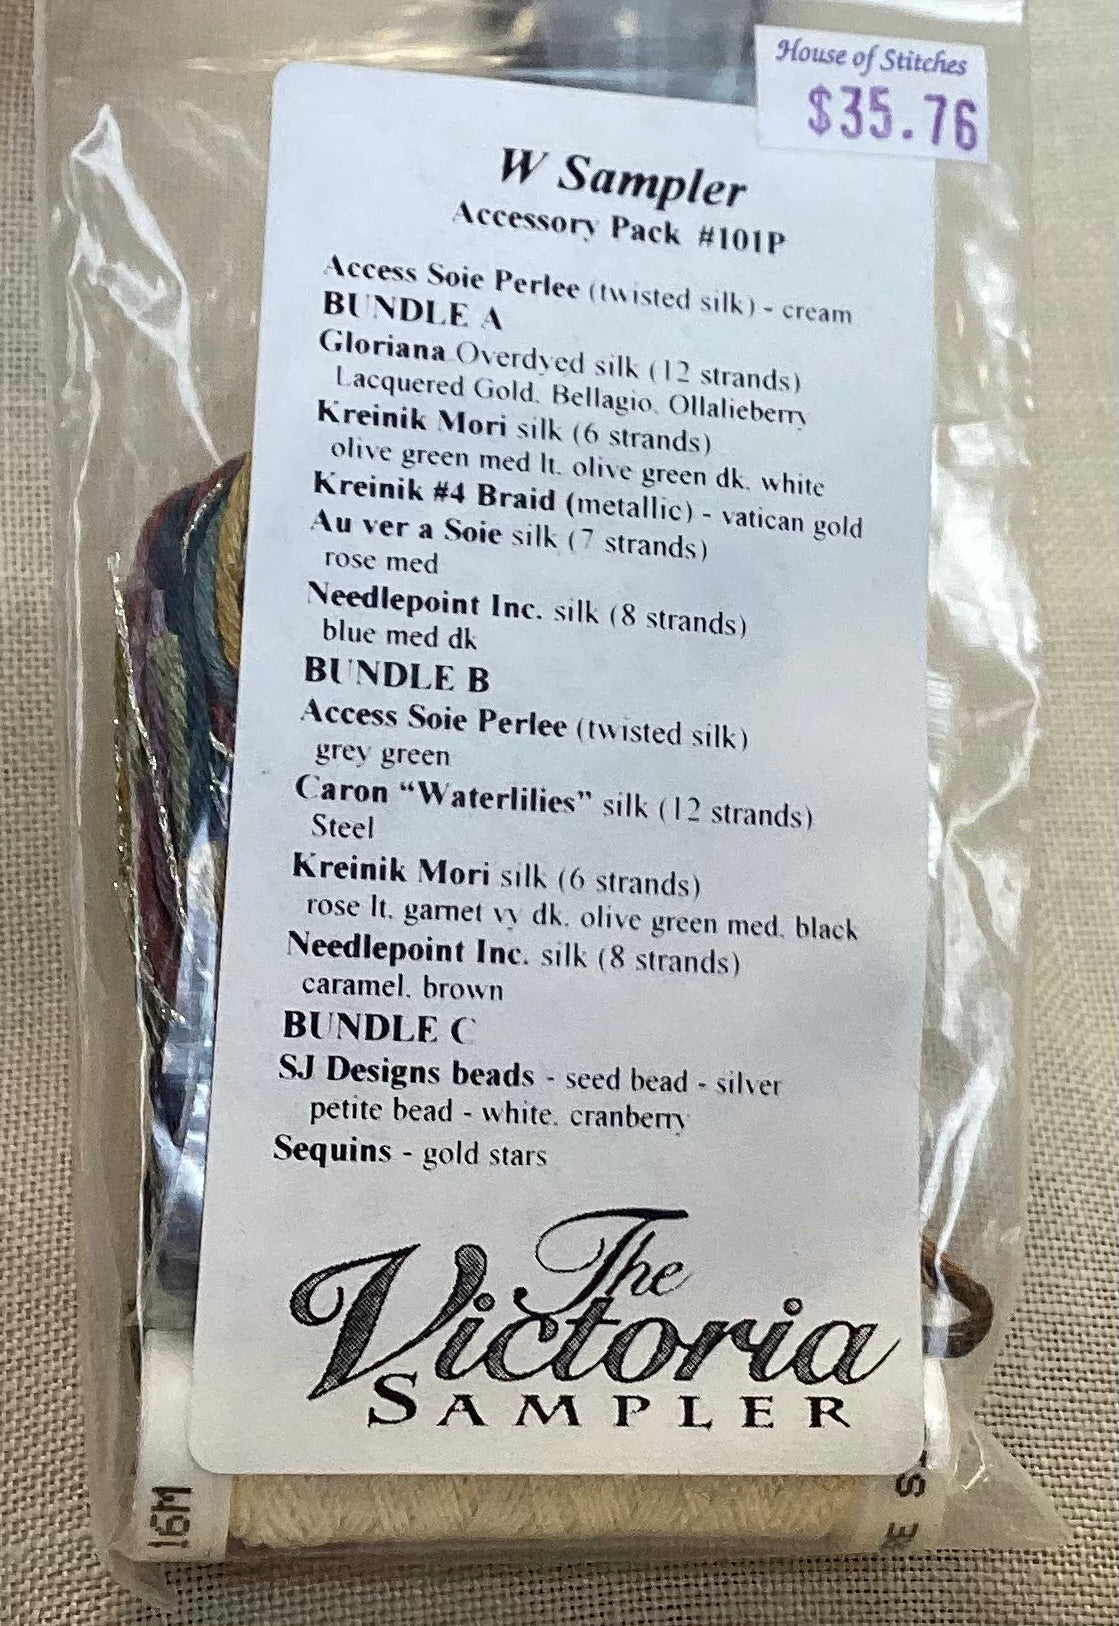 House of Stitches
$35.76
W Sampler
Accessory Pack #101P
Access Soie Perlee (twisted silk) - cream
BUNDLE A
Gloriana Overdyed silk (12 strands)
Lacquered Gold, Bellagio, Ollalieberry
Kreinik Mori silk (6 strands)
olive green med lt, olive green dk, white
Kreinik #4 Braid (metallic) - vatican gold
Au ver a Soie silk (7 strands)
rose med
Needlepoint Inc. silk (8 strands)
blue med dk
BUNDLE B
Access Soie Perlee (twisted silk)
grey green
Caron “Waterlilies” silk (12 strands)
Steel
Kreinik Mori silk (6 strands)
rose lt, garnet vy dk, olive green med, black
Needlepoint Inc. silk (8 strands)
caramel, brown
BUNDLE C
SJ Designs beads - seed bead - silver
petite bead - white, cranberry
Sequins - gold stars
The
Victoria
SAMPLER
16M